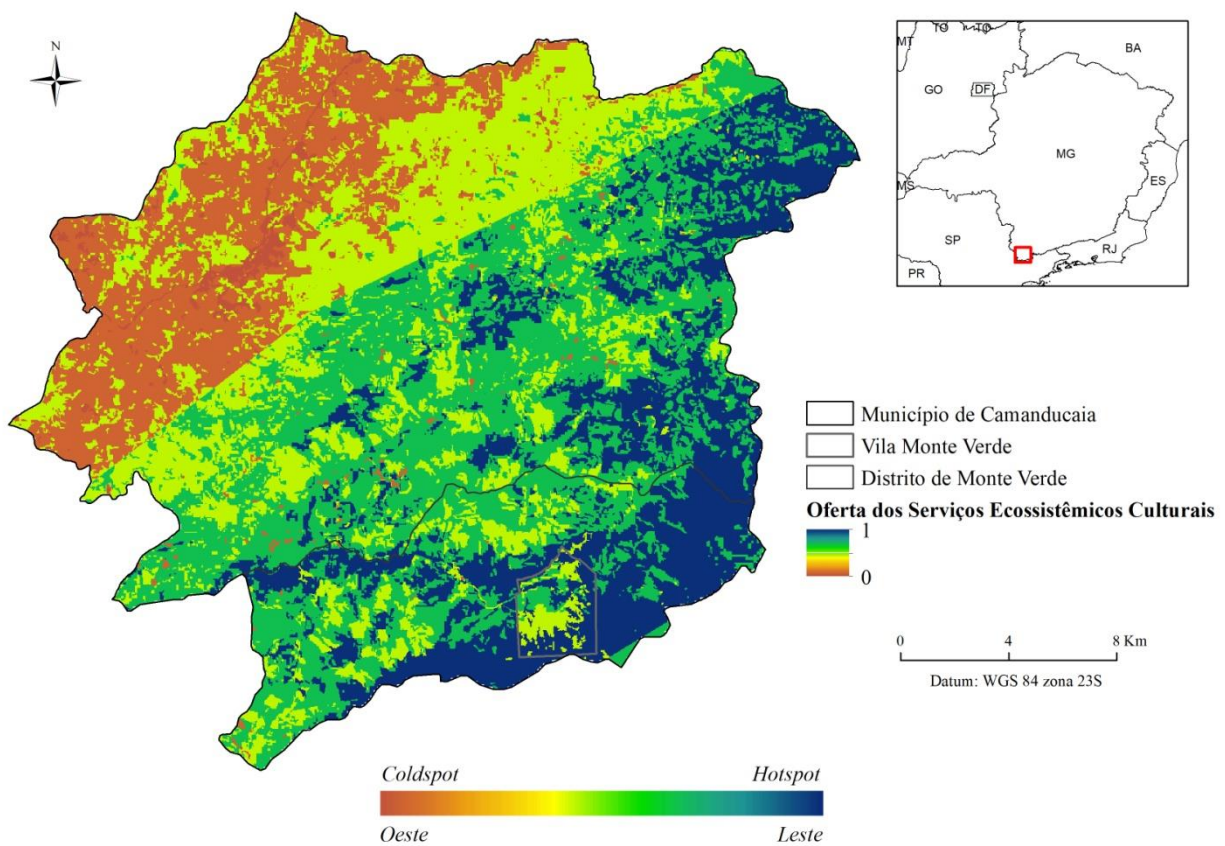 N
MT
TO
TO
BA
GO
DF
MG
MS
ES
SP
RJ
PR
Município de Camanducaia
Vila Monte Verde
Distrito de Monte Verde
Oferta dos Serviços Ecossistêmicos Culturais
1
0
0 4 8 Km
Datum: WGS 84 zona 23S
Coldspot Hotspot
Oeste Leste